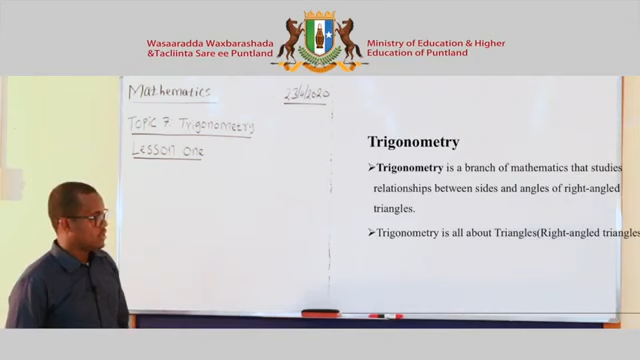 Wasaaradda Waxbarashada
&Tacliinta Sare ee Puntland
Ministry of Education & Higher
Education of Puntland
Mathematics
23/4/2020
Topic 7: Trigonometry
Lesson one
Trigonometry
➢Trigonometry is a branch of mathematics that studies
relationships between sides and angles of right-angled
triangles.
➢Trigonometry is all about Triangles(Right-angled triangles